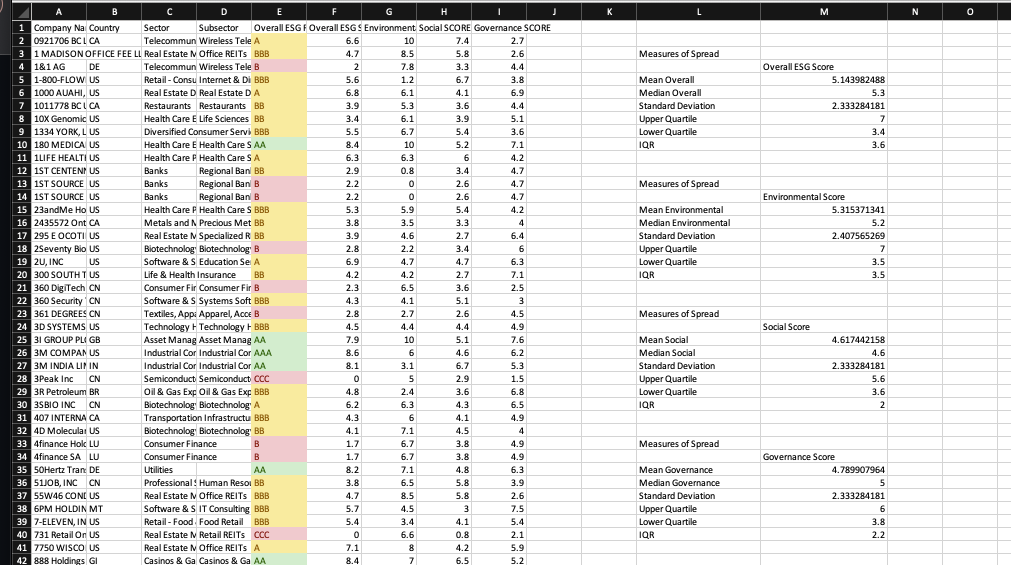 A B C D E F G H I J K L M N O
1 Company Na Country Sector Subsector Overall ESG F Overall ESG S Environment Social SCORE Governance SCORE
2 0921706 BC L CA Telecommun Wireless Tele A 6.6 10 7.4 2.7
3 1 MADISON OFFICE FEE LL Real Estate M Office REITs BBB 4.7 8.5 5.8 2.6 Measures of Spread
4 1&1 AG DE Telecommun Wireless Tele B 2 7.8 3.3 4.4 Overall ESG Score
5 1-800-FLOW US Retail - Consu Internet & Di BBB 5.6 1.2 6.7 3.8 Mean Overall 5.143982488
6 1000 AUAHI, US Real Estate D Real Estate D A 6.8 6.1 4.1 6.9 Median Overall 5.3
7 1011778 BC L CA Restaurants Restaurants BB 3.9 5.3 3.6 4.4 Standard Deviation 2.333284181
8 10X Genomic US Health Care E Life Sciences BB 3.4 6.1 3.9 5.1 Upper Quartile 7
9 1334 YORK, L US Diversified Consumer Servi BBB 5.5 6.7 5.4 3.6 Lower Quartile 3.4
10 180 MEDICA US Health Care E Health Care S AA 8.4 10 5.2 7.1 IQR 3.6
11 1LIFE HEALTI US Health Care P Health Care S A 6.3 6.3 6 4.2
12 1ST CENTENN US Banks Regional Ban BB 2.9 0.8 3.4 4.7
13 1ST SOURCE US Banks Regional Ban B 2.2 0 2.6 4.7 Measures of Spread
14 1ST SOURCE US Banks Regional Ban B 2.2 0 2.6 4.7 Environmental Score
15 23andMe Ho US Health Care P Health Care S BBB 5.3 5.9 5.4 4.2 Mean Environmental 5.315371341
16 2435572 Ont CA Metals and M Precious Met BB 3.8 3.5 3.3 4 Median Environmental 5.2
17 295 E OCOTI US Real Estate M Specialized R BB 3.9 4.6 2.7 6.4 Standard Deviation 2.407565269
18 2Seventy Bio US Biotechnology Biotechnology B 2.8 2.2 3.4 6 Upper Quartile 7
19 2U, INC US Software & S Education Ser A 6.9 4.7 4.7 6.3 Lower Quartile 3.5
20 300 SOUTH T US Life & Health Insurance BB 4.2 4.2 2.7 7.1 IQR 3.5
21 360 DigiTech CN Consumer Fir Consumer Fir B 2.3 6.5 3.6 2.5
22 360 Security CN Software & S Systems Soft BBB 4.3 4.1 5.1 3
23 361 DEGREES CN Textiles, Appa Apparel, Acce B 2.8 2.7 2.6 4.5 Measures of Spread
24 3D SYSTEMS US Technology H Technology H BBB 4.5 4.4 4.4 4.9 Social Score
25 3I GROUP PL GB Asset Manag Asset Manag AA 7.9 10 5.1 7.6 Mean Social 4.617442158
26 3M COMPAN US Industrial Cor Industrial Cor AAA 8.6 6 4.6 6.2 Median Social 4.6
27 3M INDIA LIN IN Industrial Cor Industrial Cor AA 8.1 3.1 6.7 5.3 Standard Deviation 2.333284181
28 3Peak Inc CN Semiconduct Semiconduct CCC 0 5 2.9 1.5 Upper Quartile 5.6
29 3R Petroleum BR Oil & Gas Exp Oil & Gas Exp BBB 4.8 2.4 3.6 6.8 Lower Quartile 3.6
30 3SBIO INC CN Biotechnology Biotechnology A 6.2 6.3 4.3 6.5 IQR 2
31 407 INTERNA CA Transportation Infrastructu BBB 4.3 6 4.1 4.9
32 4D Molecular US Biotechnology Biotechnology BB 4.1 7.1 4.5 4
33 4finance Hold LU Consumer Finance B 1.7 6.7 3.8 4.9 Measures of Spread
34 4finance SA LU Consumer Finance B 1.7 6.7 3.8 4.9 Governance Score
35 50Hertz Tran DE Utilities AA 8.2 7.1 4.8 6.3 Mean Governance 4.789907964
36 51JOB, INC CN Professional S Human Resou BB 3.8 6.5 5.8 3.9 Median Governance 5
37 55W46 COND US Real Estate M Office REITs BBB 4.7 8.5 5.8 2.6 Standard Deviation 2.333284181
38 6PM HOLDIN MT Software & S IT Consulting BBB 5.7 4.5 3 7.5 Upper Quartile 6
39 7-ELEVEN, IN US Retail - Food Food Retail BBB 5.4 3.4 4.1 5.4 Lower Quartile 3.8
40 731 Retail On US Real Estate M Retail REITs CCC 0 6.6 0.8 2.1 IQR 2.2
41 7750 WISCO US Real Estate M Office REITs A 7.1 8 4.2 5.9
42 888 Holdings GI Casinos & Ga Casinos & Ga AA 8.4 7 6.5 5.2